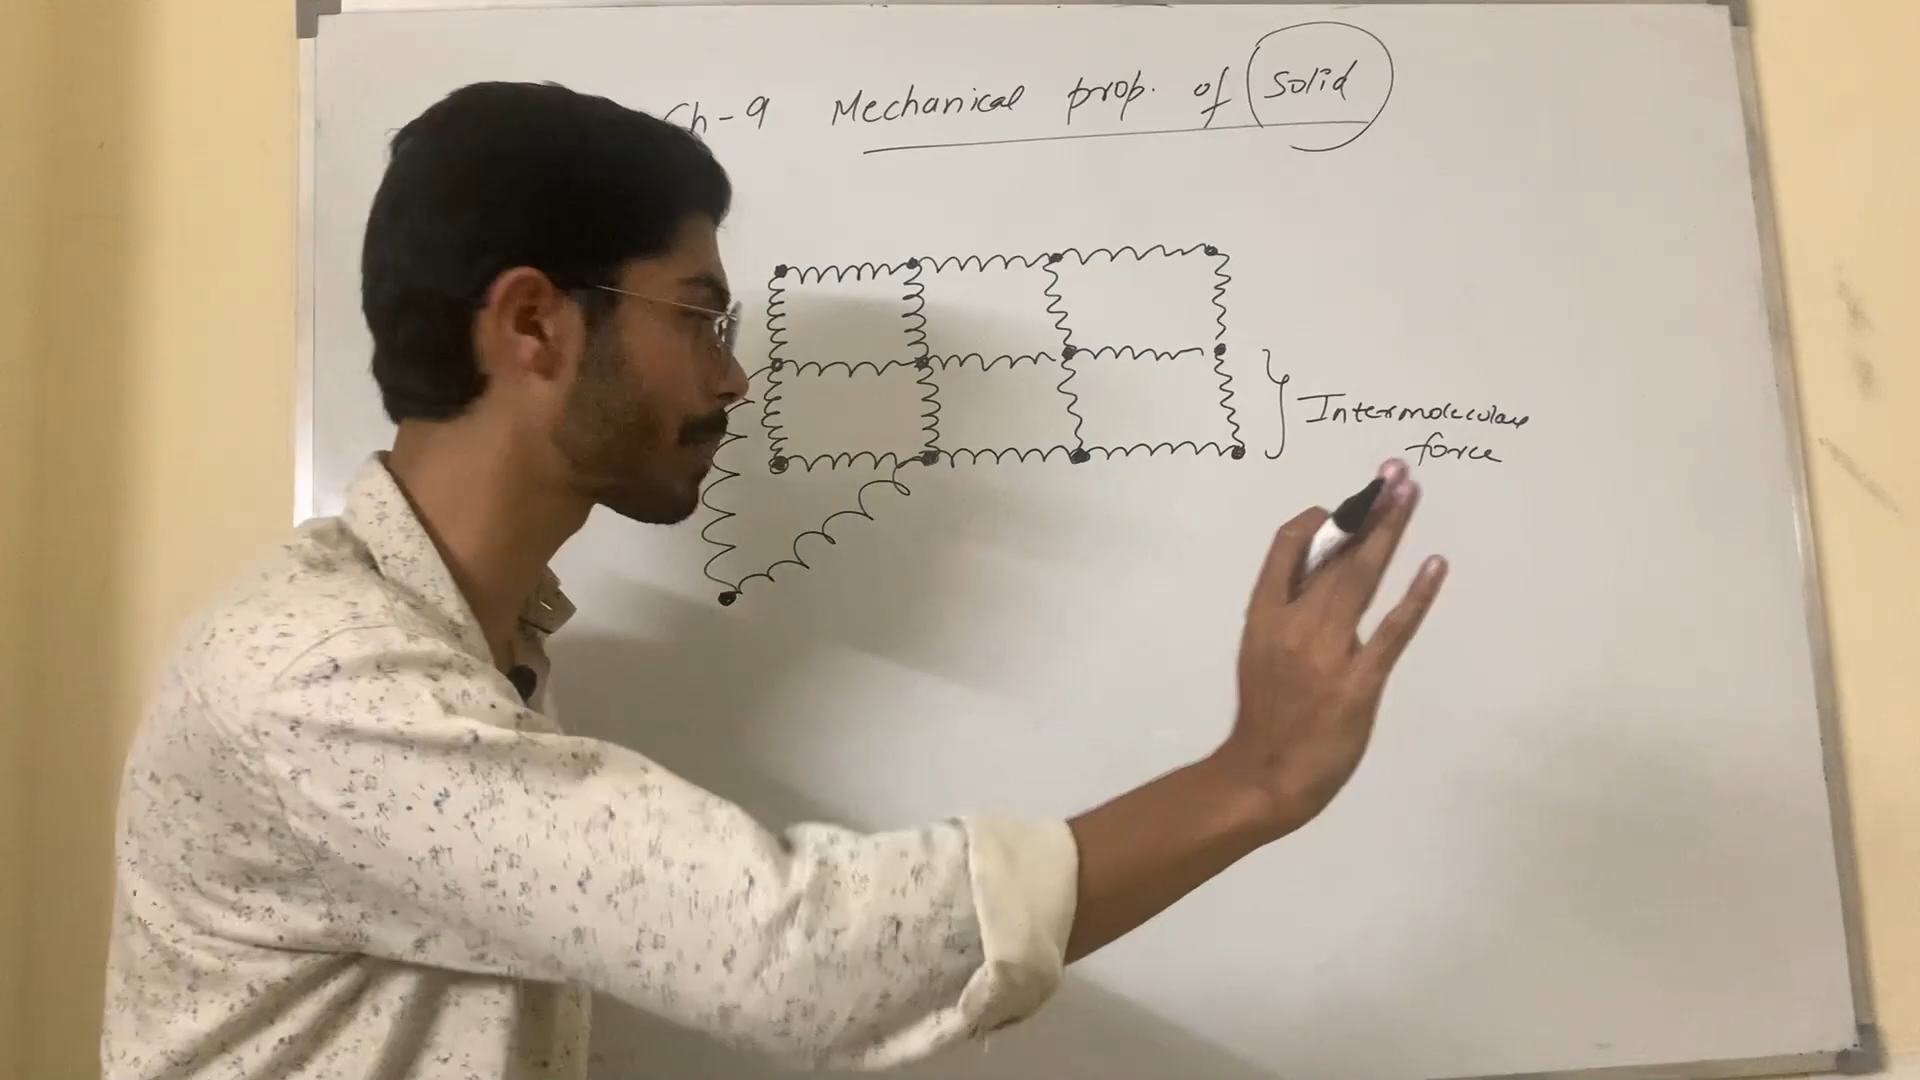 Ch-9 Mechanical prop. of Solid
Intermolecular
force